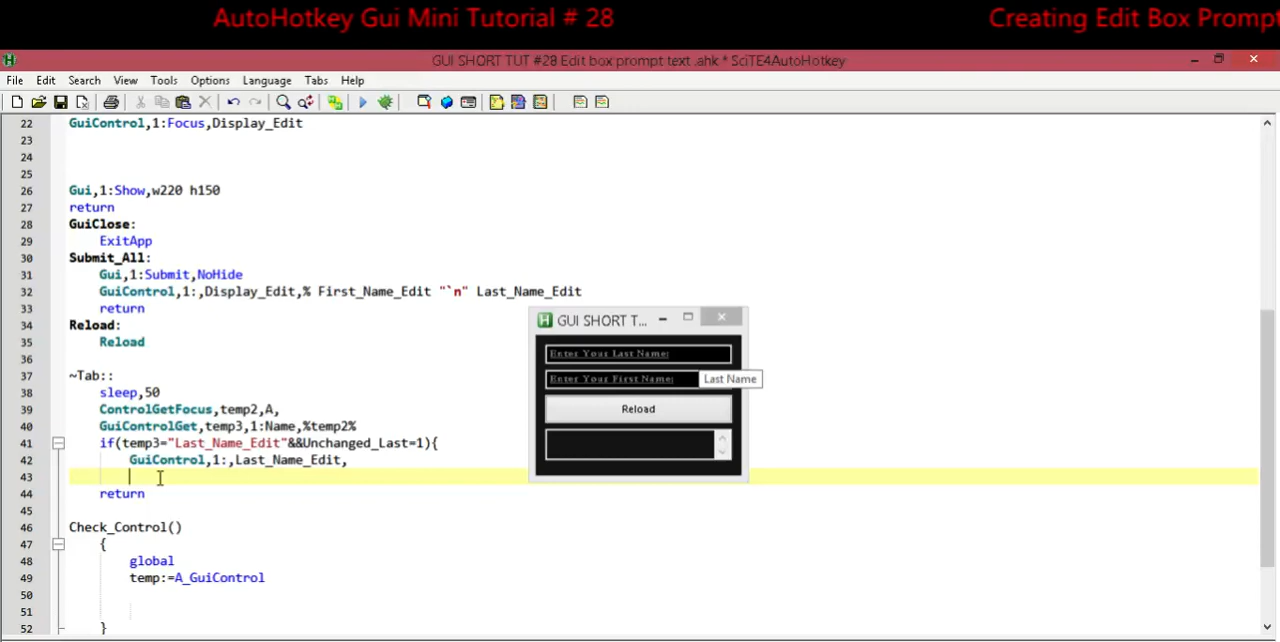 AutoHotkey Gui Mini Tutorial # 28
Creating Edit Box Prompt
GUI SHORT TUT #28 Edit box prompt text .ahk * SciTE4AutoHotkey
File Edit Search View Tools Options Language Tabs Help
22 GuiControl,1:Focus,Display_Edit
23
24
25
26 Gui,1:Show,w220 h150
27 return
28 GuiClose:
29 ExitApp
30 Submit_All:
31 Gui,1:Submit,NoHide
32 GuiControl,1:,Display_Edit,% First_Name_Edit "`n" Last_Name_Edit
33 return
34 Reload:
35 Reload
36
37 ~Tab::
38 sleep,50
39 ControlGetFocus,temp2,A,
40 GuiControlGet,temp3,1:Name,%temp2%
41 if(temp3="Last_Name_Edit"&&Unchanged_Last=1){
42 GuiControl,1:,Last_Name_Edit,
43
44 return
45
46 Check_Control()
47 {
48 global
49 temp:=A_GuiControl
50
51
52 }
GUI SHORT T...
Enter Your Last Name:
Enter Your First Name:
Last Name
Reload